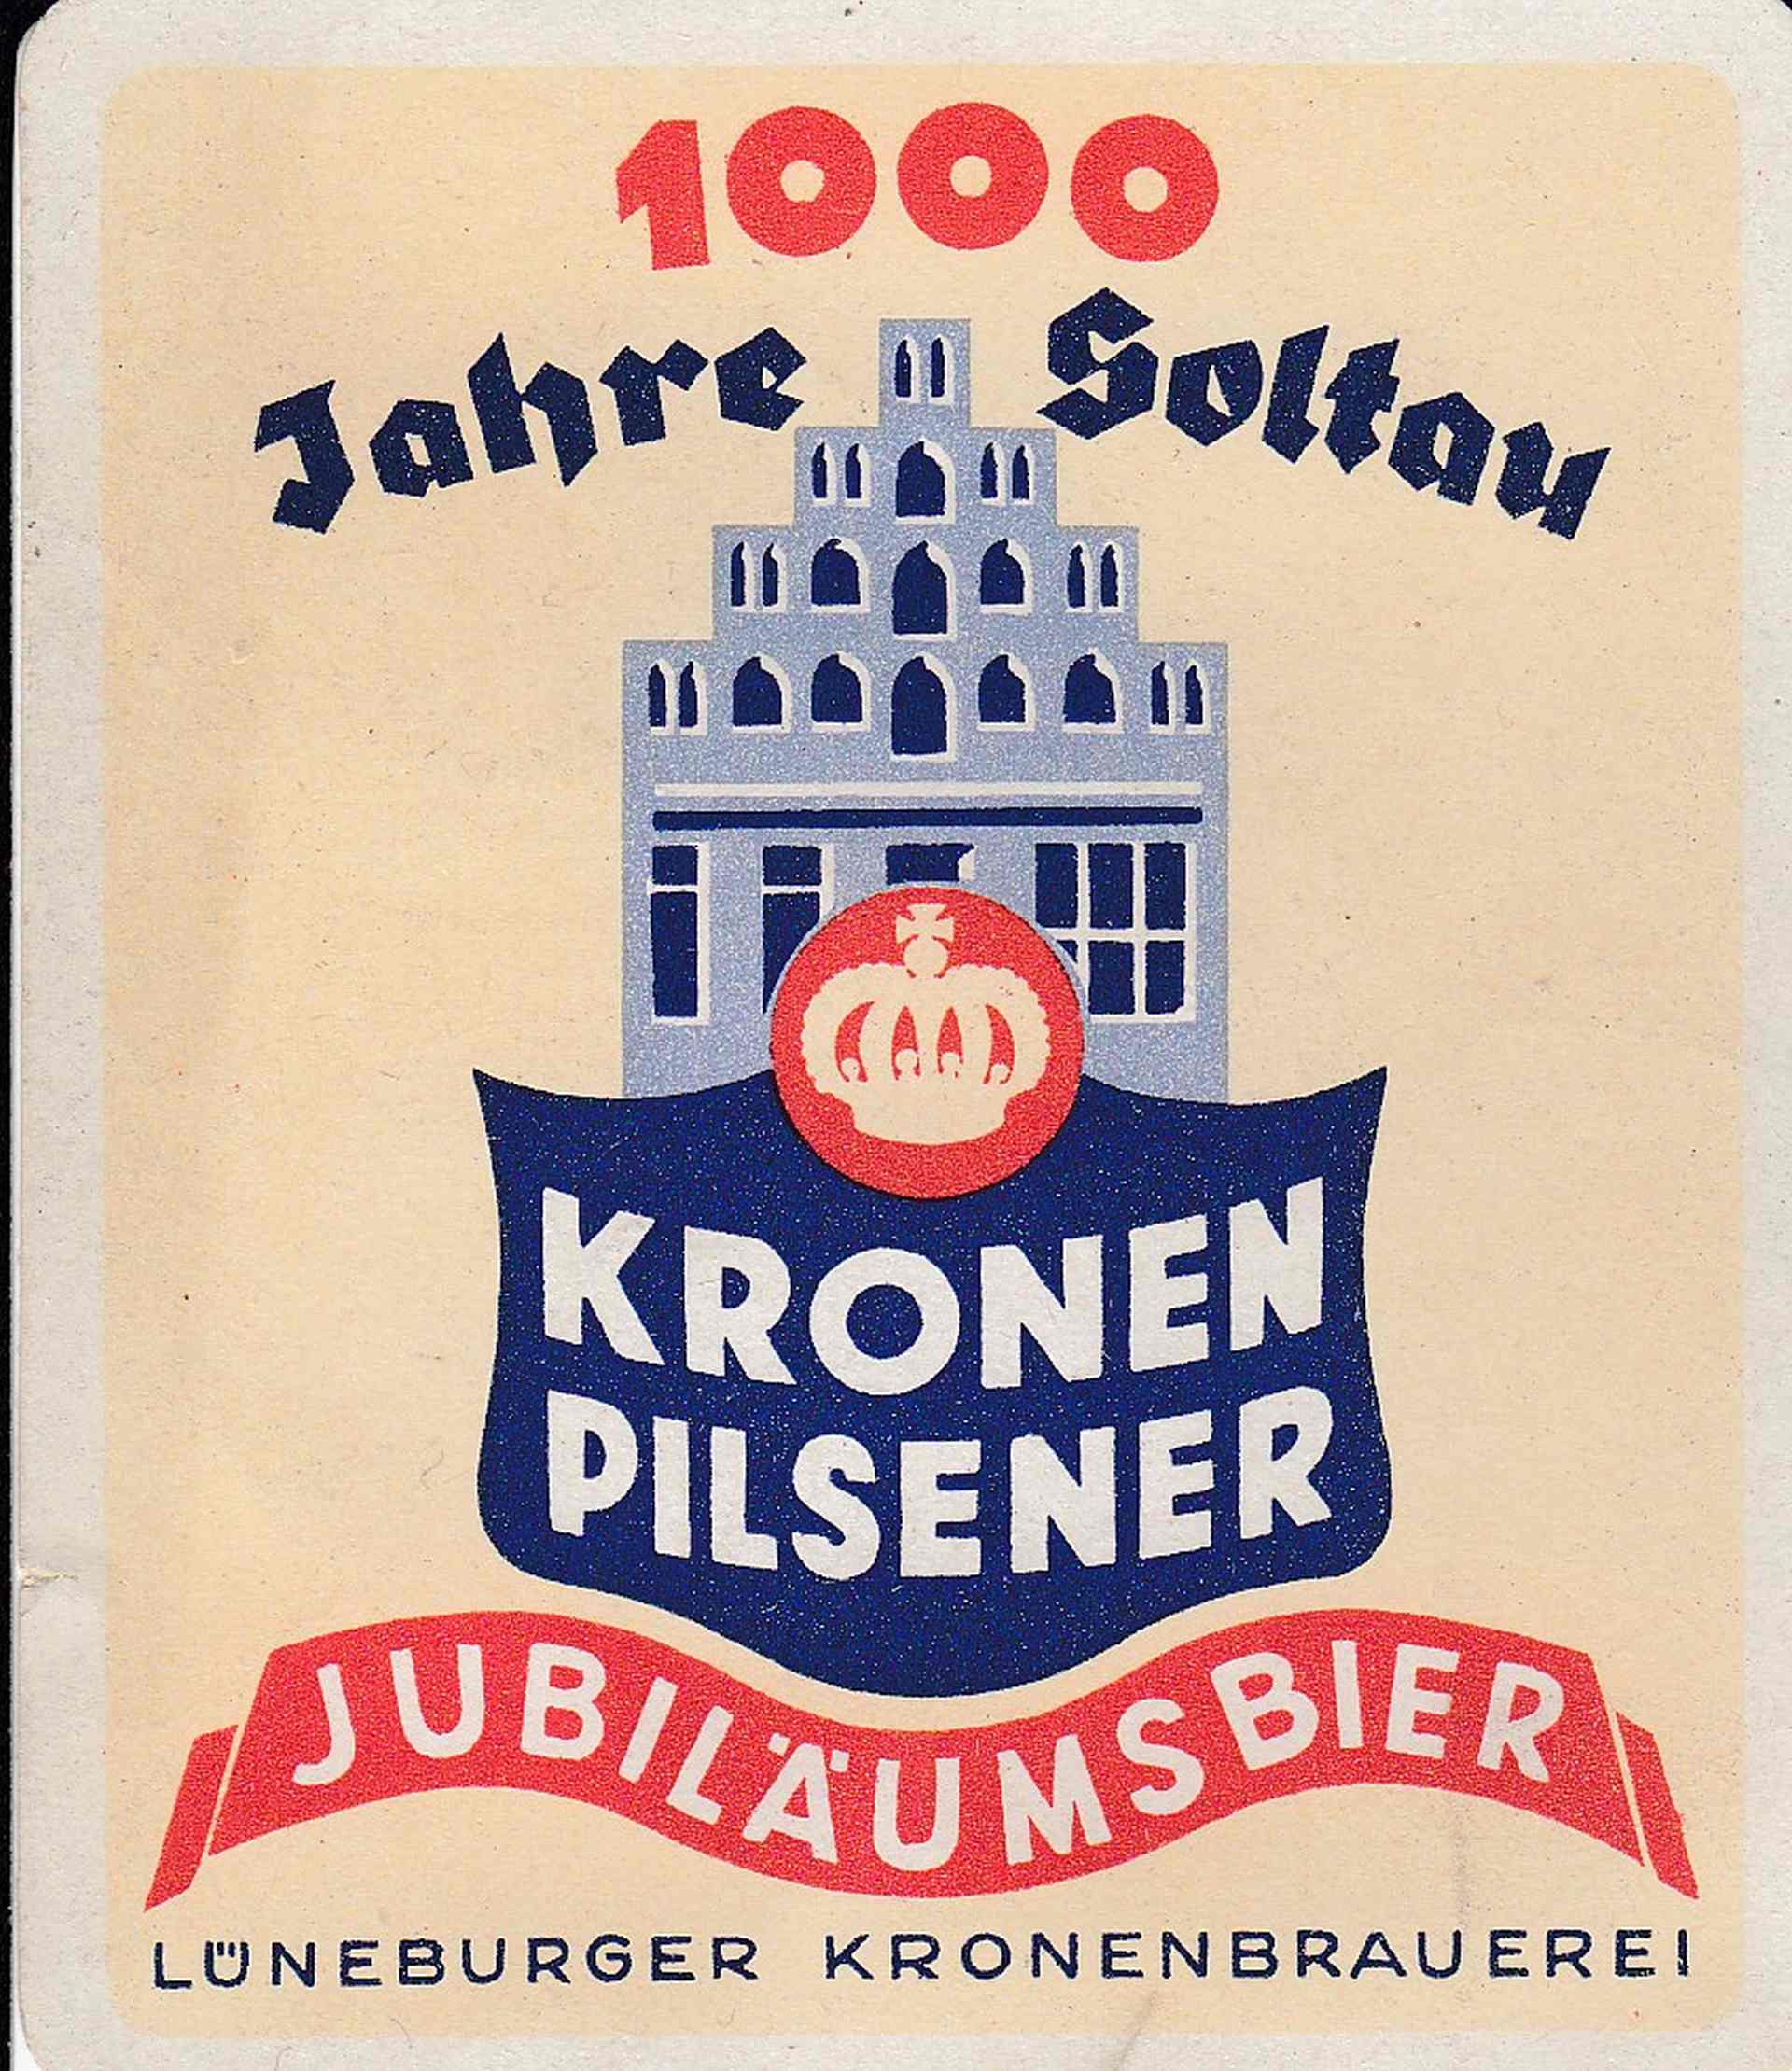 1000
Jahre Soltau
KRONEN
PILSENER
JUBILÄUMSBIER
LÜNEBURGER KRONENBRAUEREI